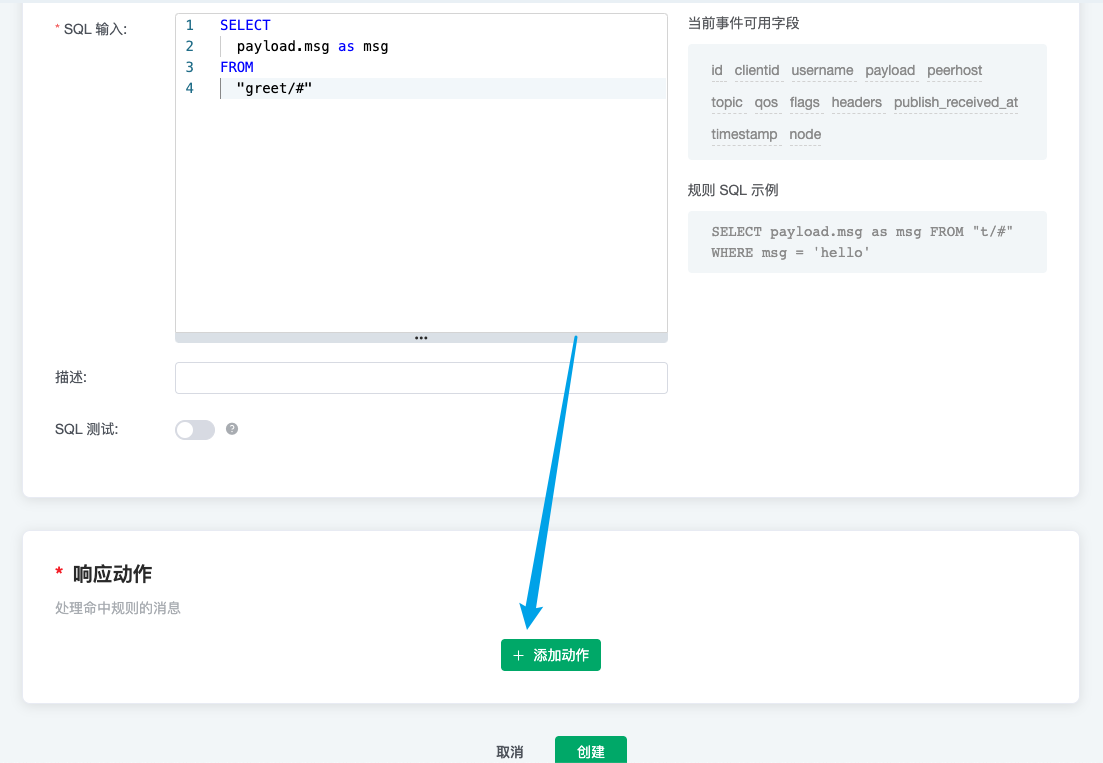 * SQL 输入:
1 SELECT
2 payload.msg as msg
3 FROM
4 "greet/#"
当前事件可用字段
id clientid username payload peerhost
topic qos flags headers publish_received_at
timestamp node
规则 SQL 示例
SELECT payload.msg as msg FROM "t/#"
WHERE msg = 'hello'
描述:
SQL 测试:
* 响应动作
处理命中规则的消息
+ 添加动作
取消 创建